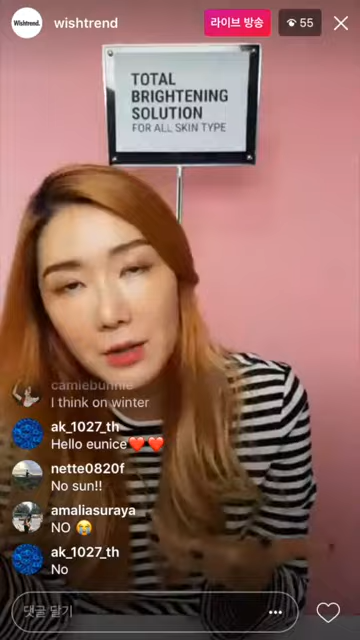 Wishtrend.
wishtrend
라이브 방송
55
TOTAL
BRIGHTENING
SOLUTION
FOR ALL SKIN TYPE
camiebunnie
I think on winter
ak_1027_th
Hello eunice❤️❤️
nette0820f
No sun!!
amaliasuraya
NO 😭
ak_1027_th
No
댓글 달기